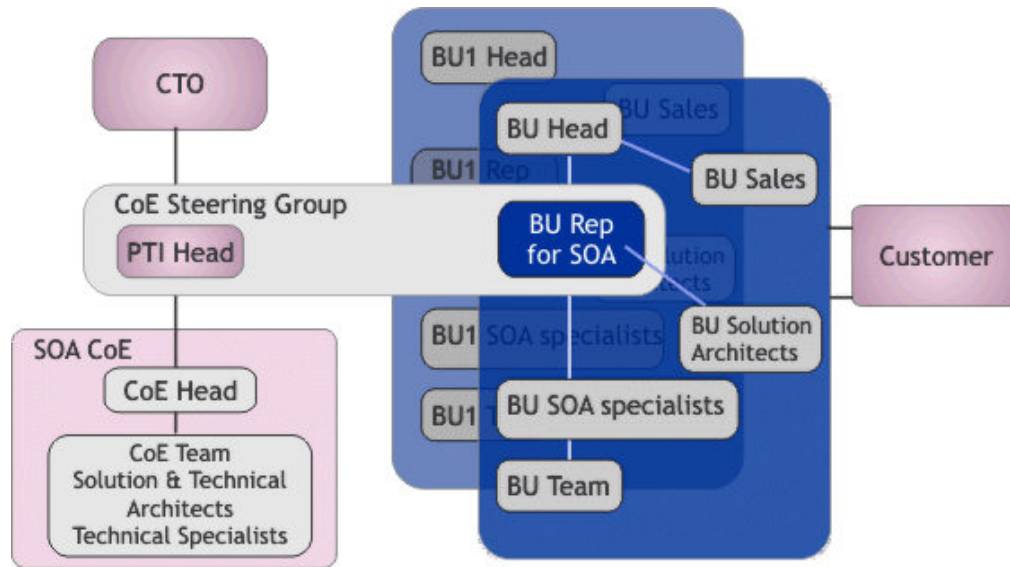 CTO
CoE Steering Group
PTI Head
SOA CoE
CoE Head
CoE Team
Solution & Technical
Architects
Technical Specialists
BU1 Head
BU Sales
BU1 Rep
BU1 SOA specialists
BU1
BU Head
BU Sales
BU Rep
for SOA
BU Solution
Architects
BU SOA specialists
BU Team
Customer